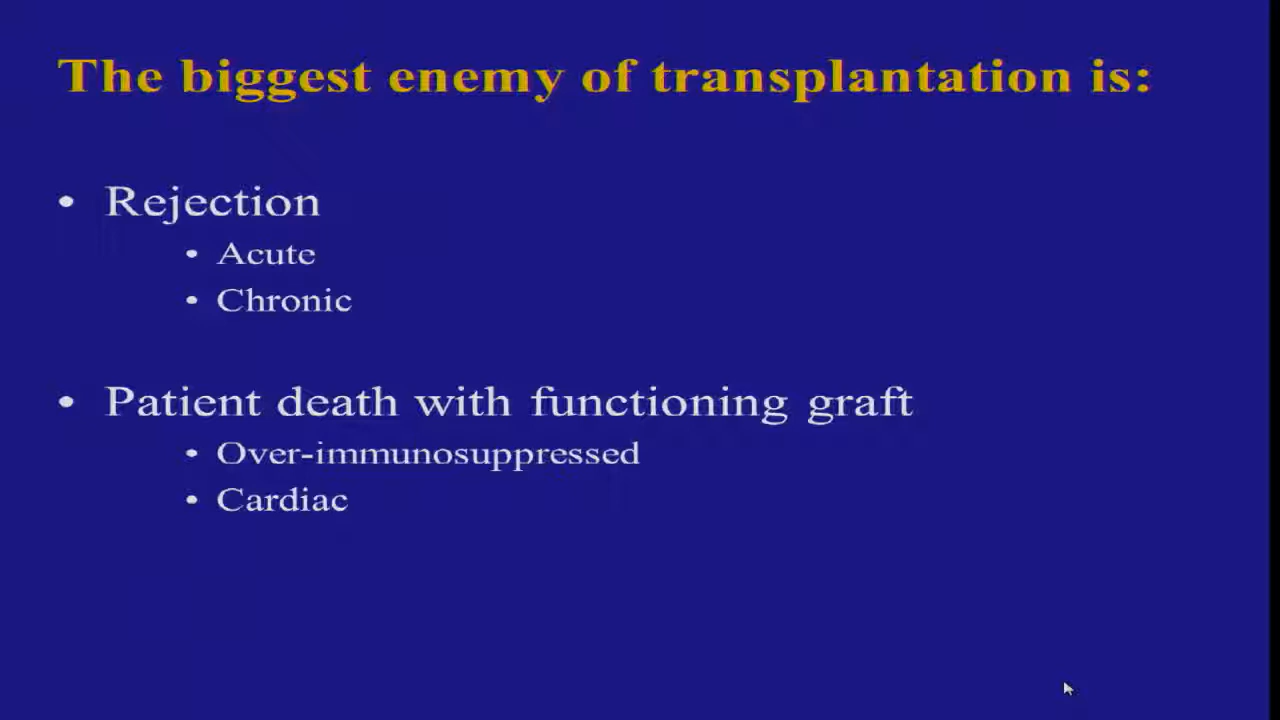 The biggest enemy of transplantation is:
• Rejection
• Acute
• Chronic
• Patient death with functioning graft
• Over-immunosuppressed
• Cardiac